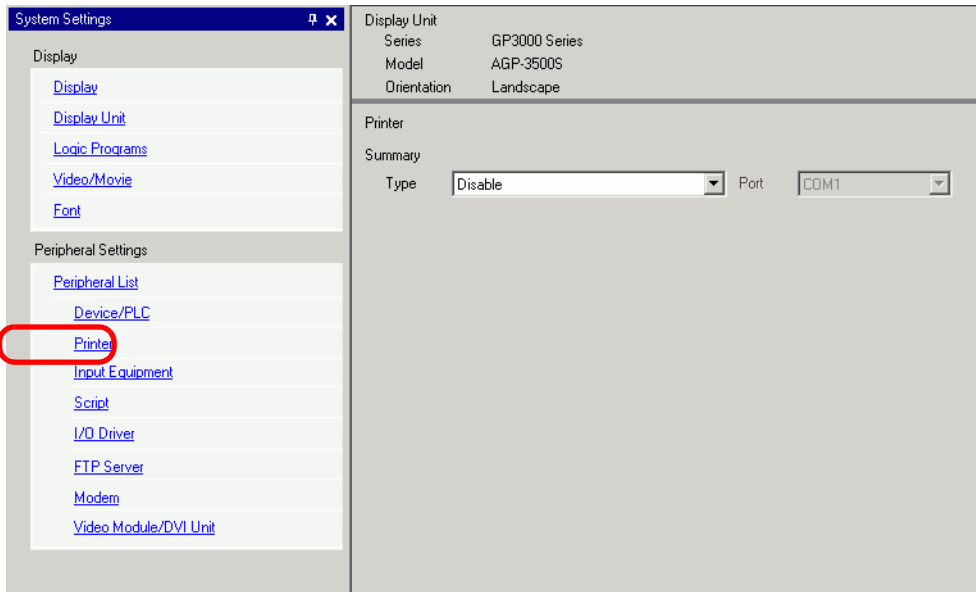 System Settings
Display
Display
Display Unit
Logic Programs
Video/Movie
Font
Peripheral Settings
Peripheral List
Device/PLC
Printer
Input Equipment
Script
I/O Driver
FTP Server
Modem
Video Module/DVI Unit
Display Unit
Series GP3000 Series
Model AGP-3500S
Orientation Landscape
Printer
Summary
Type Disable Port COM1